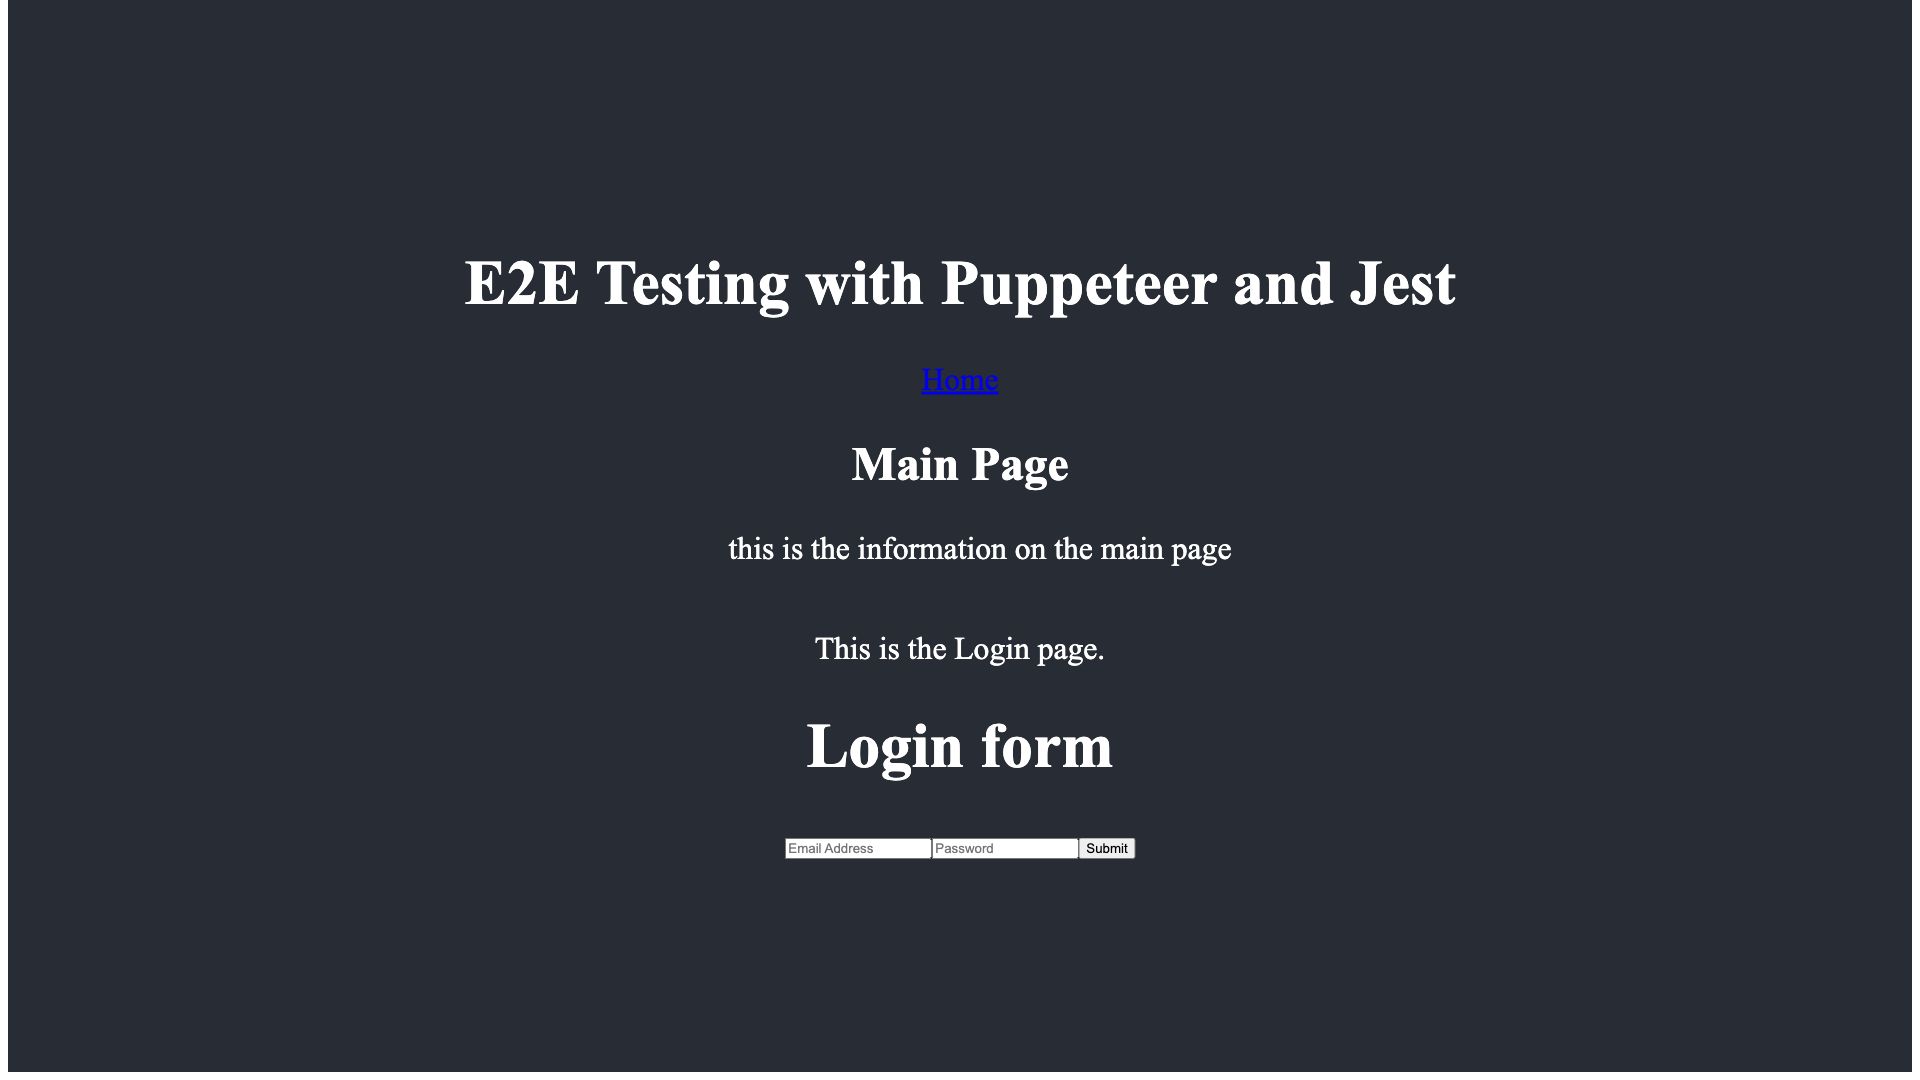 E2E Testing with Puppeteer and Jest
Home
Main Page
this is the information on the main page
This is the Login page.
Login form
Email Address Password Submit